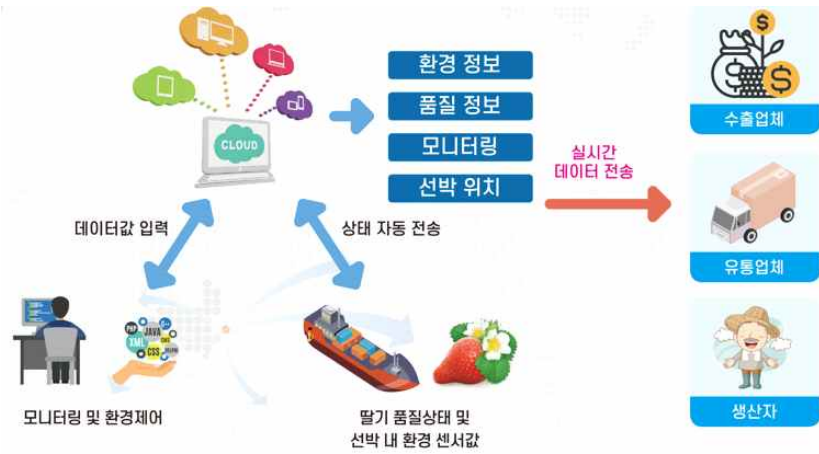 CLOUD
환경 정보
품질 정보
모니터링
선박 위치
실시간
데이터 전송
수출업체
유통업체
생산자
데이터값 입력
상태 자동 전송
PHP
JAVA
XML
CSS
모니터링 및 환경제어
딸기 품질상태 및
선박 내 환경 센서값